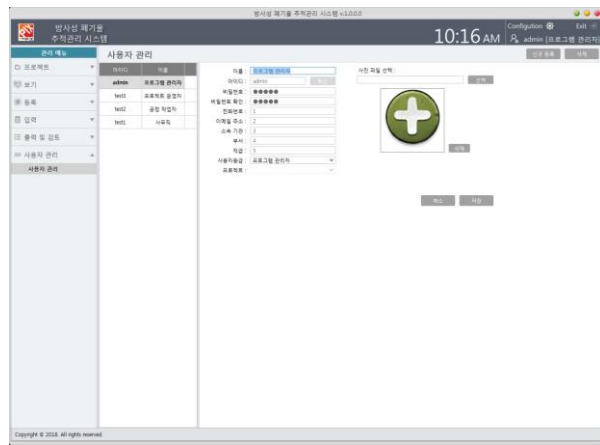 방사성 폐기물 추적관리 시스템 v.1.0.0.0
방사성 폐기물
추적관리 시스템
10:16 AM
Configution
Exit
admin [프로그램 관리자]
관리 메뉴
사용자 관리
신규 등록
삭제
프로젝트
보기
등록
입력
출력 및 검토
사용자 관리
사용자 관리
아이디 이름
admin 프로그램 관리자
test3 프로젝트 운영자
test2 공정 작업자
test1 사무직
이름 : 프로그램 관리자
아이디 : admin
비밀번호 : ●●●●●
비밀번호 확인 : ●●●●●
전화번호 : 1
이메일 주소 : 2
소속 기관 : 3
부서 : 4
직급 : 5
사용자등급 : 프로그램 관리자
프로젝트 :
사진 파일 선택 :
선택
삭제
취소
저장
Copyright © 2018. All rights reserved.